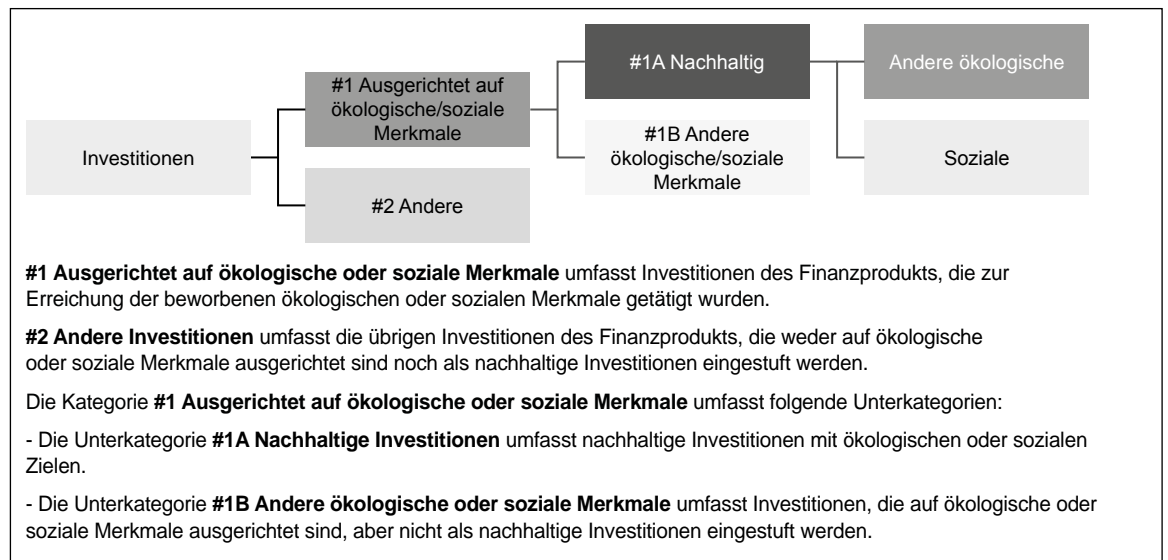 Investitionen
#1 Ausgerichtet auf
ökologische/soziale
Merkmale
#2 Andere
#1A Nachhaltig
#1B Andere
ökologische/soziale
Merkmale
Andere ökologische
Soziale
#1 Ausgerichtet auf ökologische oder soziale Merkmale umfasst Investitionen des Finanzprodukts, die zur
Erreichung der beworbenen ökologischen oder sozialen Merkmale getätigt wurden.
#2 Andere Investitionen umfasst die übrigen Investitionen des Finanzprodukts, die weder auf ökologische
oder soziale Merkmale ausgerichtet sind noch als nachhaltige Investitionen eingestuft werden.
Die Kategorie #1 Ausgerichtet auf ökologische oder soziale Merkmale umfasst folgende Unterkategorien:
- Die Unterkategorie #1A Nachhaltige Investitionen umfasst nachhaltige Investitionen mit ökologischen oder sozialen
Zielen.
- Die Unterkategorie #1B Andere ökologische oder soziale Merkmale umfasst Investitionen, die auf ökologische oder
soziale Merkmale ausgerichtet sind, aber nicht als nachhaltige Investitionen eingestuft werden.